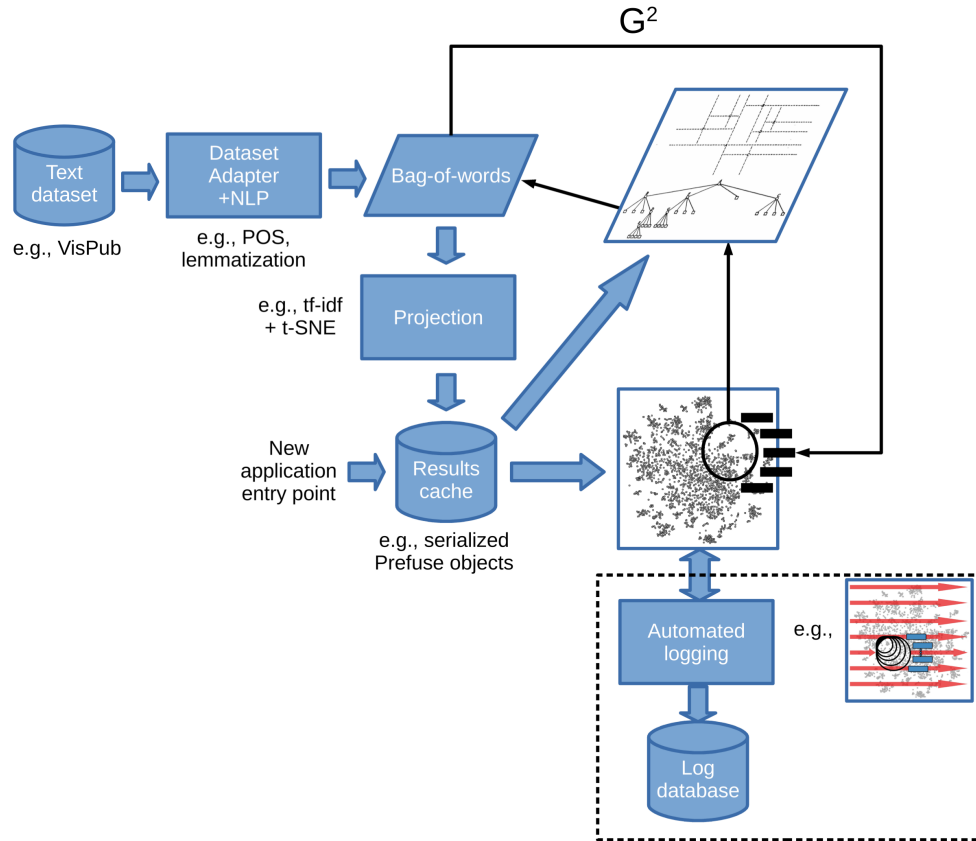 G²
Text
dataset
e.g., VisPub
Dataset
Adapter
+NLP
e.g., POS,
lemmatization
Bag-of-words
e.g., tf-idf
+ t-SNE
Projection
New
application
entry point
Results
cache
e.g., serialized
Prefuse objects
Automated
logging
e.g.,
Log
database